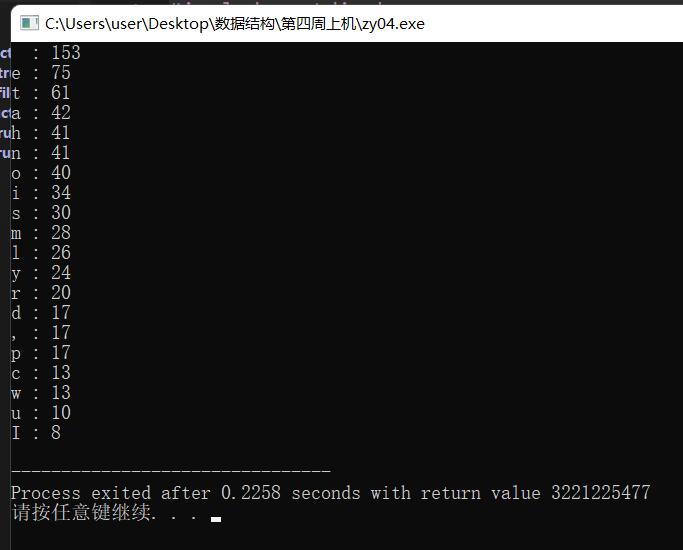 C:\Users\user\Desktop\数据结构\第四周上机\zy04.exe
: 153
e : 75
t : 61
a : 42
h : 41
n : 41
o : 40
i : 34
s : 30
m : 28
l : 26
y : 24
r : 20
d : 17
, : 17
p : 17
c : 13
w : 13
u : 10
I : 8
--------------------------------
Process exited after 0.2258 seconds with return value 3221225477
请按任意键继续. . .